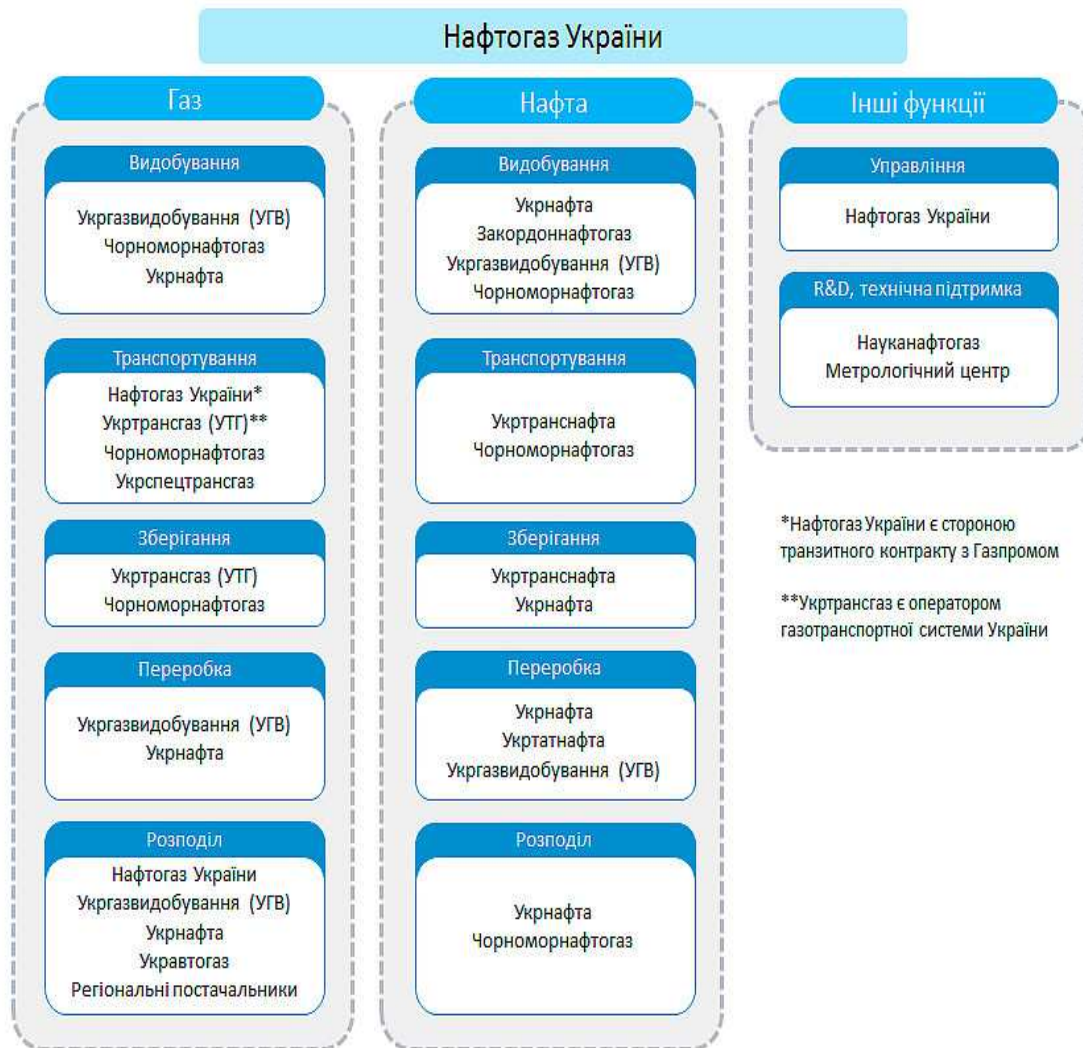 Нафтогаз України
Газ
Видобування
Укргазвидобування (УГВ)
Чорноморнафтогаз
Укрнафта
Транспортування
Нафтогаз України*
Укртрансгаз (УТГ)**
Чорноморнафтогаз
Укрспецтрансгаз
Зберігання
Укртрансгаз (УТГ)
Чорноморнафтогаз
Переробка
Укргазвидобування (УГВ)
Укрнафта
Розподіл
Нафтогаз України
Укргазвидобування (УГВ)
Укрнафта
Укравтогаз
Регіональні постачальники
Нафта
Видобування
Укрнафта
Закордоннафтогаз
Укргазвидобування (УГВ)
Чорноморнафтогаз
Транспортування
Укртранснафта
Чорноморнафтогаз
Зберігання
Укртранснафта
Укрнафта
Переробка
Укрнафта
Укртатнафта
Укргазвидобування (УГВ)
Розподіл
Укрнафта
Чорноморнафтогаз
Інші функції
Управління
Нафтогаз України
R&D, технічна підтримка
Науканафтогаз
Метрологічний центр
*Нафтогаз України є стороною
транзитного контракту з Газпромом
**Укртрансгаз є оператором
газотранспортної системи України